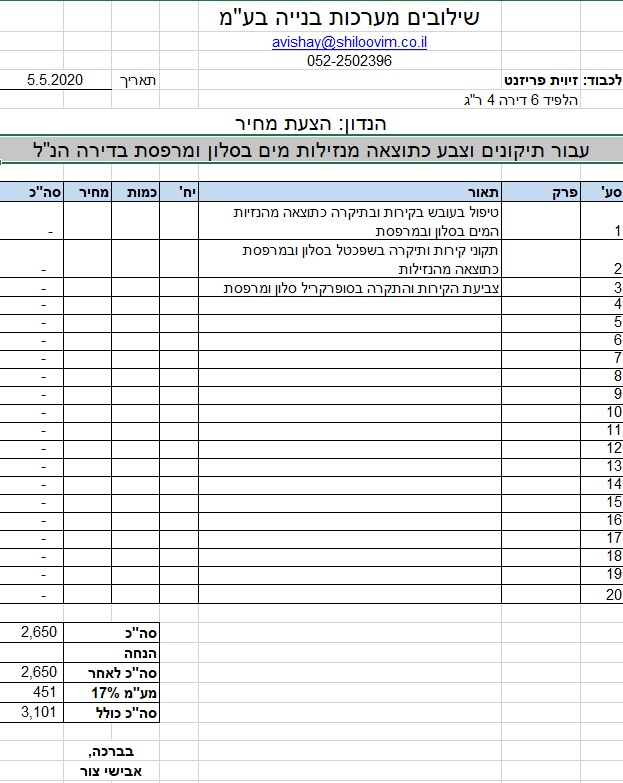 שילובים מערכות בנייה בע"מ
avishay@shiloovim.co.il
052-2502396
לכבוד: זיוית פריזנט תאריך 5.5.2020
הלפיד 6 דירה 4 ר"ג
הנדון: הצעת מחיר
עבור תיקונים וצבע כתוצאה מנזילות מים בסלון ומרפסת בדירה הנ"ל
סע' פרק תאור יח' כמות מחיר סה"כ
טיפול בעובש בקירות ובתיקרה כתוצאה מהנזיות
1 המים בסלון ובמרפסת -
תקוני קירות ותיקרה בשפכטל בסלון ובמרפסת
2 כתוצאה מהנזילות -
3 צביעת הקירות והתקרה בסופרקריל סלון ומרפסת -
4 -
5 -
6 -
7 -
8 -
9 -
10 -
11 -
12 -
13 -
14 -
15 -
16 -
17 -
18 -
19 -
20 -
סה"כ 2,650
הנחה
סה"כ לאחר 2,650
מע"מ 17% 451
סה"כ כולל 3,101
בברכה,
אבישי צור